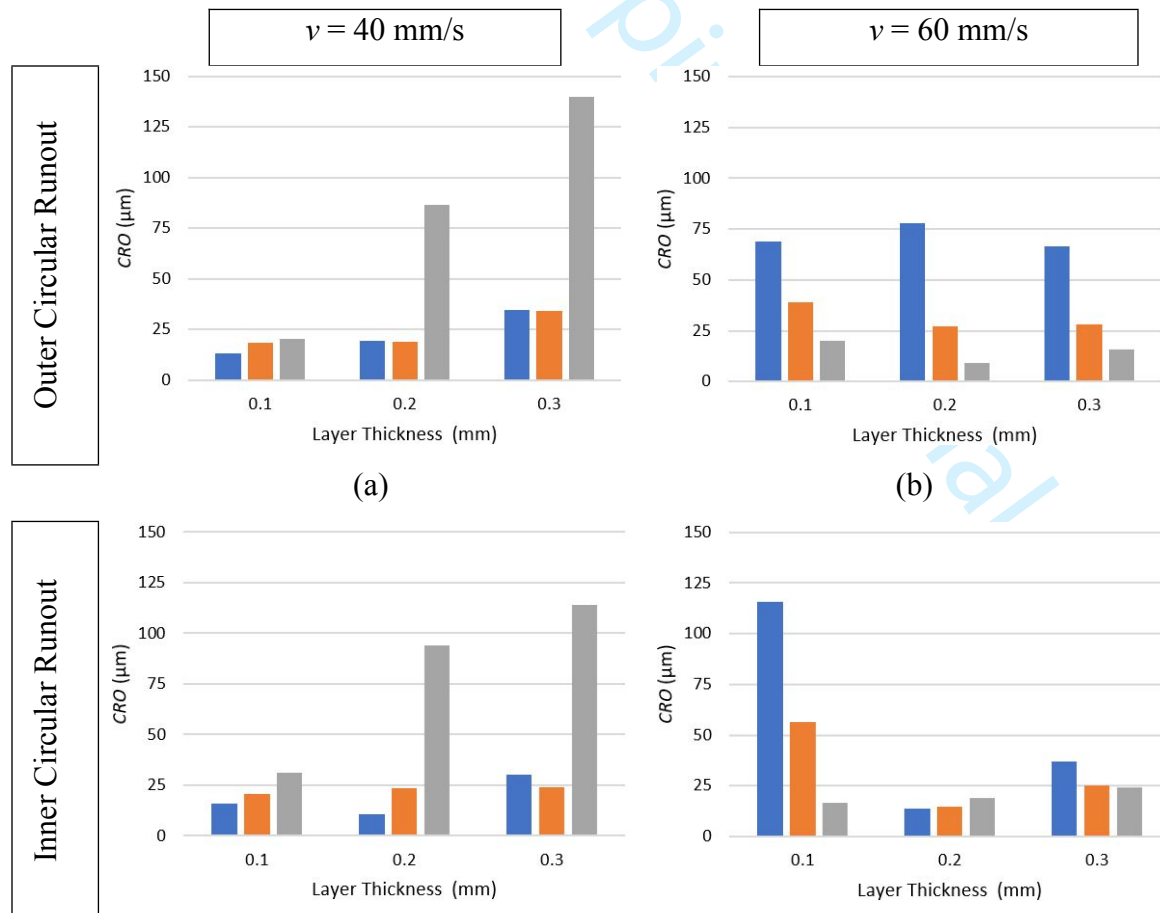 v = 40 mm/s
v = 60 mm/s
Outer Circular Runout
150
125
100
75
50
25
0
CRO (µm)
0.1 0.2 0.3
Layer Thickness (mm)
(a)
150
125
100
75
50
25
0
CRO (µm)
0.1 0.2 0.3
Layer Thickness (mm)
(b)
Inner Circular Runout
150
125
100
75
50
25
0
CRO (µm)
0.1 0.2 0.3
Layer Thickness (mm)
150
125
100
75
50
25
0
CRO (µm)
0.1 0.2 0.3
Layer Thickness (mm)